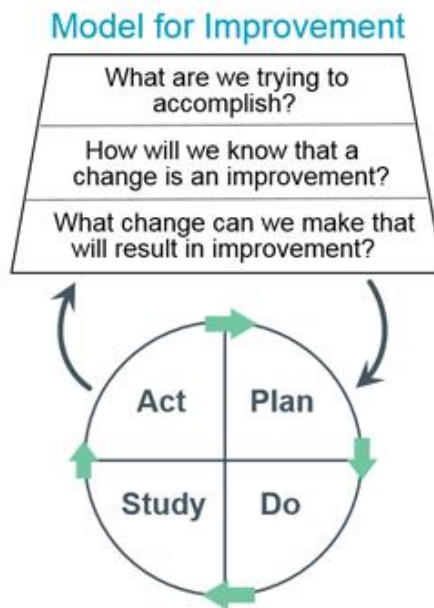 Model for Improvement
What are we trying to
accomplish?
How will we know that a
change is an improvement?
What change can we make that
will result in improvement?
Act
Plan
Study
Do